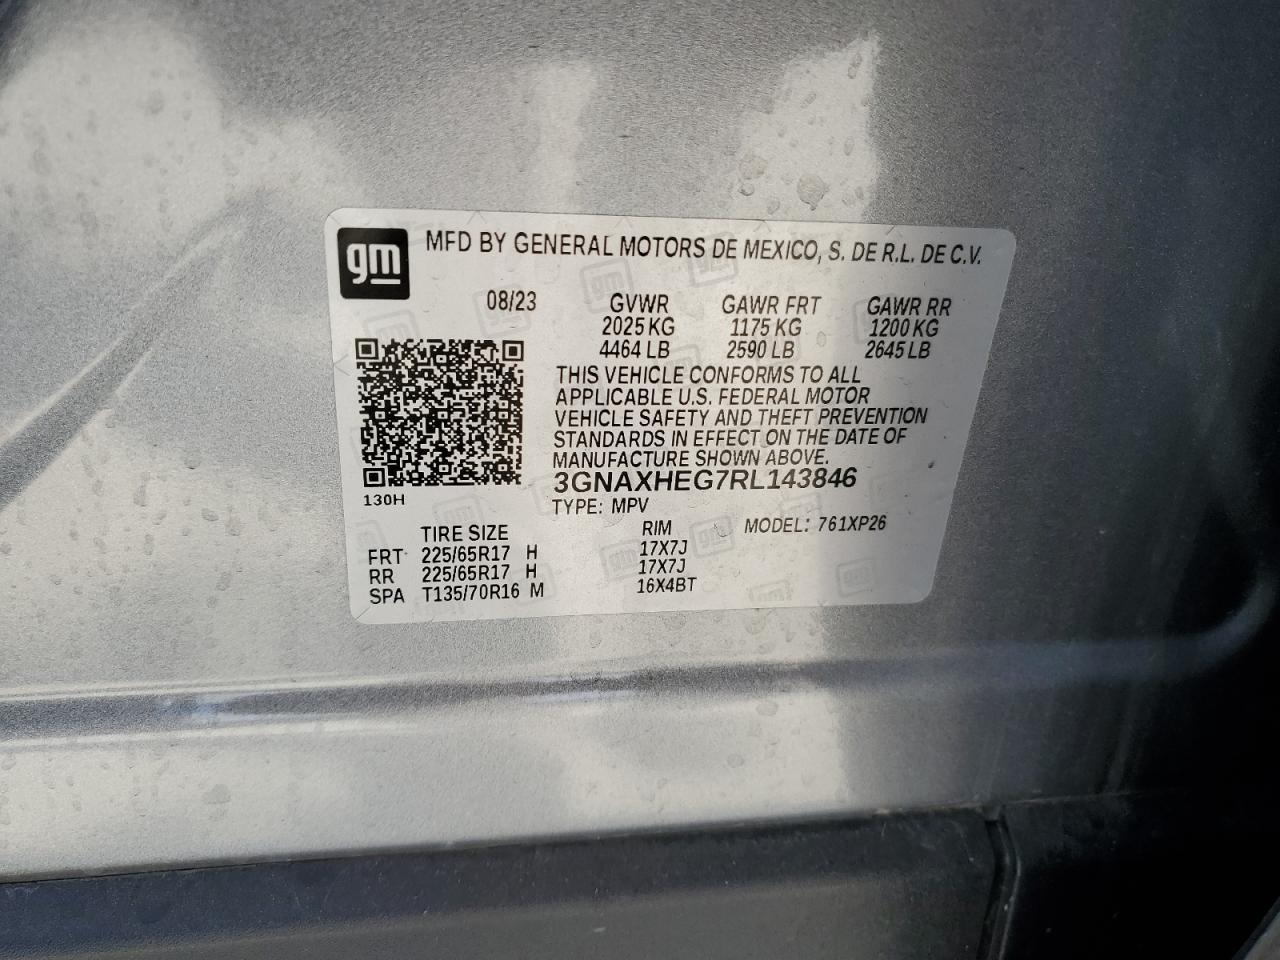 gm
MFD BY GENERAL MOTORS DE MEXICO, S. DE R.L. DE C.V.
08/23 GVWR GAWR FRT GAWR RR
2025 KG 1175 KG 1200 KG
4464 LB 2590 LB 2645 LB
THIS VEHICLE CONFORMS TO ALL
APPLICABLE U.S. FEDERAL MOTOR
VEHICLE SAFETY AND THEFT PREVENTION
STANDARDS IN EFFECT ON THE DATE OF
MANUFACTURE SHOWN ABOVE.
3GNAXHEG7RL143846
130H
TYPE: MPV
TIRE SIZE RIM MODEL: 761XP26
FRT 225/65R17 H 17X7J
RR 225/65R17 H 17X7J
SPA T135/70R16 M 16X4BT